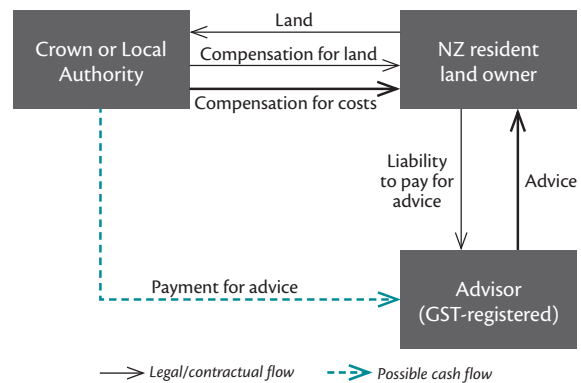 Crown or Local
Authority
Land
Compensation for land
Compensation for costs
NZ resident
land owner
Liability
to pay for
advice
Advice
Payment for advice
Advisor
(GST-registered)
Legal/contractual flow
Possible cash flow